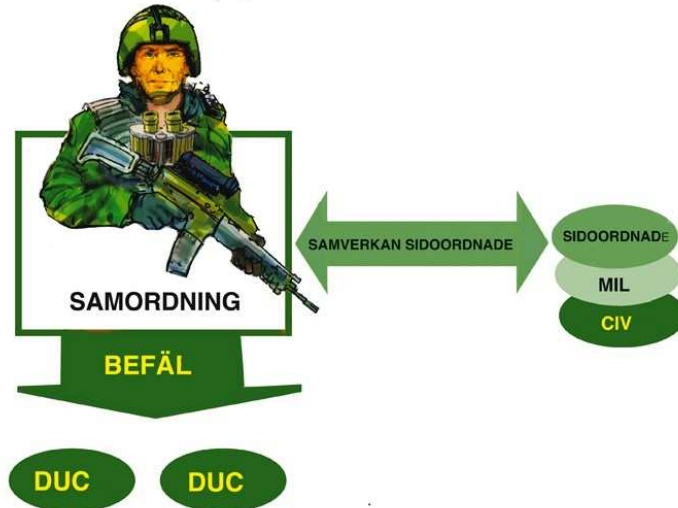 SAMVERKAN SIDOORDNADE
SIDOORDNADE
MIL
SAMORDNING
CIV
BEFÄL
DUC
DUC